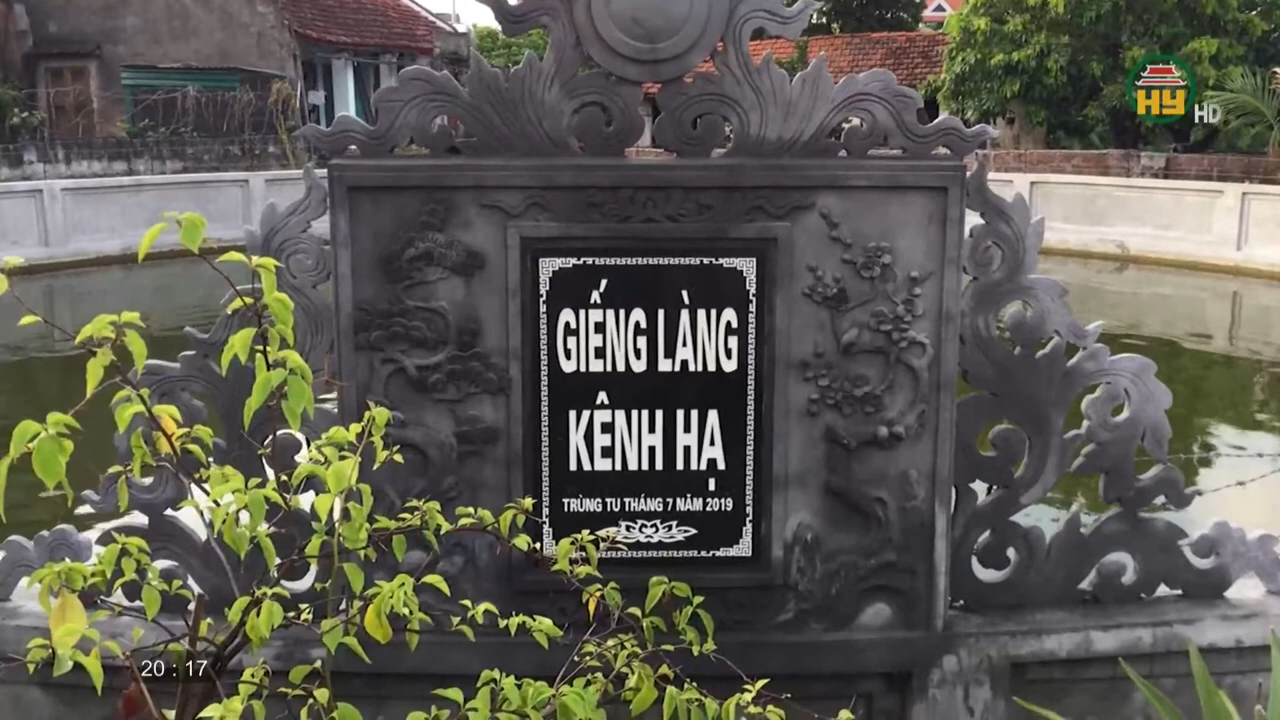 HY HD
GIẾNG LÀNG
KÊNH HẠ
TRÙNG TU THÁNG 7 NĂM 2019
20 : 17